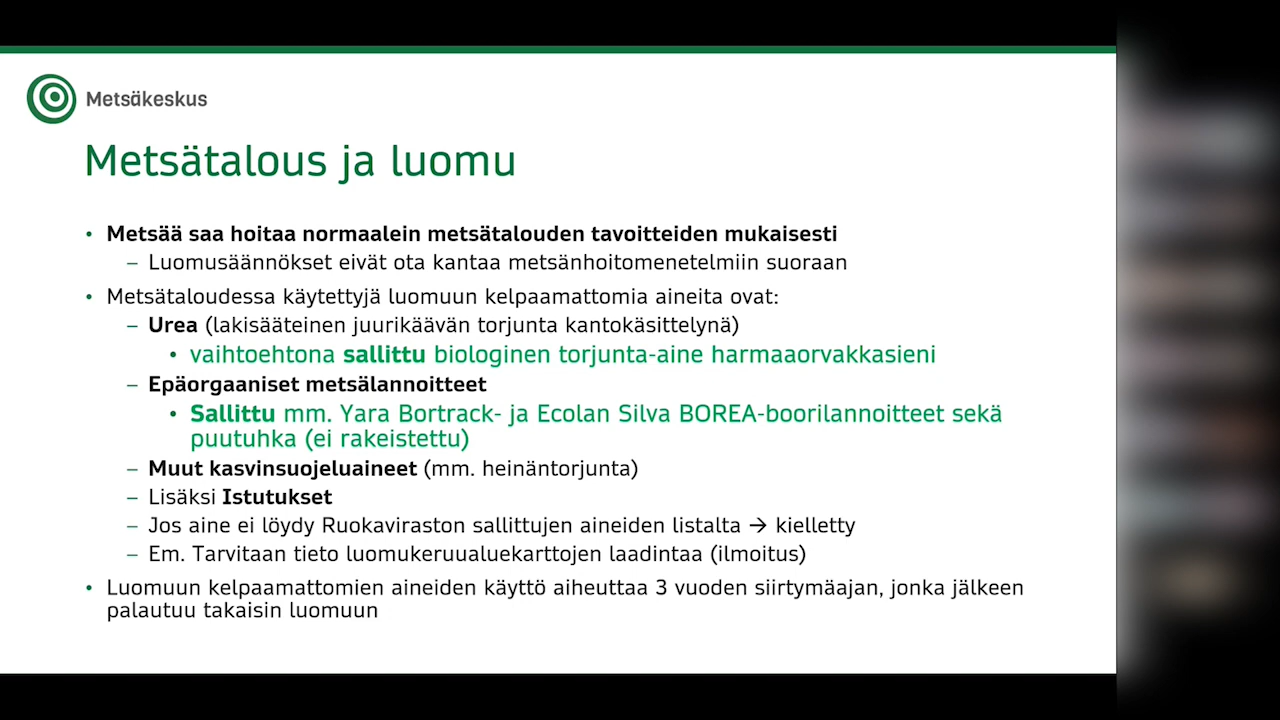 Metsäkeskus
Metsätalous ja luomu
• Metsää saa hoitaa normaalein metsätalouden tavoitteiden mukaisesti
– Luomusäännökset eivät ota kantaa metsänhoitomenetelmiin suoraan
• Metsätaloudessa käytettyjä luomuun kelpaamattomia aineita ovat:
– Urea (lakisääteinen juurikäävän torjunta kantokäsittelynä)
• vaihtoehtona sallittu biologinen torjunta-aine harmaaorvakkasieni
– Epäorgaaniset metsälannoitteet
• Sallittu mm. Yara Bortrack- ja Ecolan Silva BOREA-boorilannoitteet sekä
puutuhka (ei rakeistettu)
– Muut kasvinsuojeluaineet (mm. heinäntorjunta)
– Lisäksi Istutukset
– Jos aine ei löydy Ruokaviraston sallittujen aineiden listalta → kielletty
– Em. Tarvitaan tieto luomukeruualuekarttojen laadintaa (ilmoitus)
• Luomuun kelpaamattomien aineiden käyttö aiheuttaa 3 vuoden siirtymäajan, jonka jälkeen
palautuu takaisin luomuun